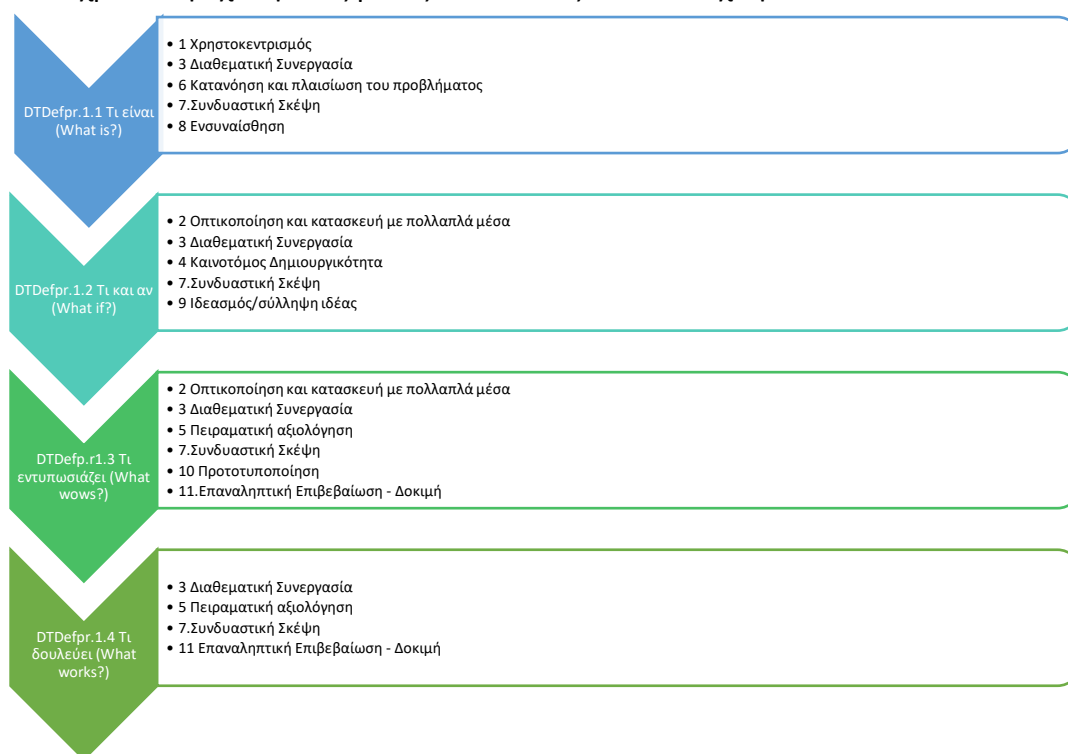 DTDefpr.1.1 Τι είναι
(What is?)
• 1 Χρηστοκεντρισμός
• 3 Διαθεματική Συνεργασία
• 6 Κατανόηση και πλαισίωση του προβλήματος
• 7.Συνδυαστική Σκέψη
• 8 Ενσυναίσθηση
DTDefpr.1.2 Τι και αν
(What if?)
• 2 Οπτικοποίηση και κατασκευή με πολλαπλά μέσα
• 3 Διαθεματική Συνεργασία
• 4 Καινοτόμος Δημιουργικότητα
• 7.Συνδυαστική Σκέψη
• 9 Ιδεασμός/σύλληψη ιδέας
DTDefp.r1.3 Τι
εντυπωσιάζει (What
wows?)
• 2 Οπτικοποίηση και κατασκευή με πολλαπλά μέσα
• 3 Διαθεματική Συνεργασία
• 5 Πειραματική αξιολόγηση
• 7.Συνδυαστική Σκέψη
• 10 Προτοτυποποίηση
• 11.Επαναληπτική Επιβεβαίωση - Δοκιμή
DTDefpr.1.4 Τι
δουλεύει (What
works?)
• 3 Διαθεματική Συνεργασία
• 5 Πειραματική αξιολόγηση
• 7.Συνδυαστική Σκέψη
• 11 Επαναληπτική Επιβεβαίωση - Δοκιμή